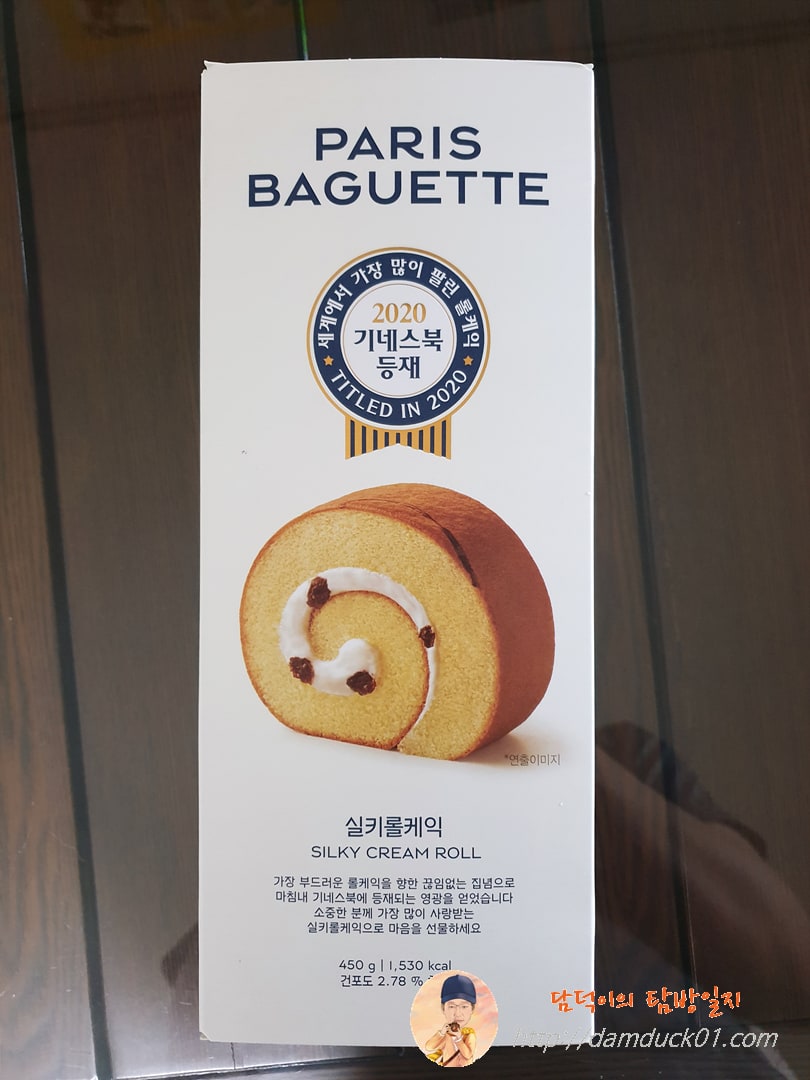 PARIS
BAGUETTE
세계에서 가장 많이 팔린 롤케익
2020
기네스북
등재
TITLED IN 2020
*연출이미지
실키롤케익
SILKY CREAM ROLL
가장 부드러운 롤케익을 향한 끊임없는 집념으로
마침내 기네스북에 등재되는 영광을 얻었습니다
소중한 분께 가장 많이 사랑받는
실키롤케익으로 마음을 선물하세요
450 g | 1,530 kcal
건포도 2.78 %
담덕이의 탐방일지
http://damduck01.com